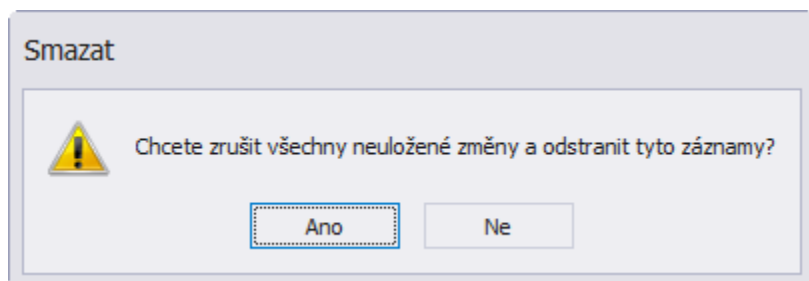 Smazat
Chcete zrušit všechny neuložené změny a odstranit tyto záznamy?
Ano
Ne